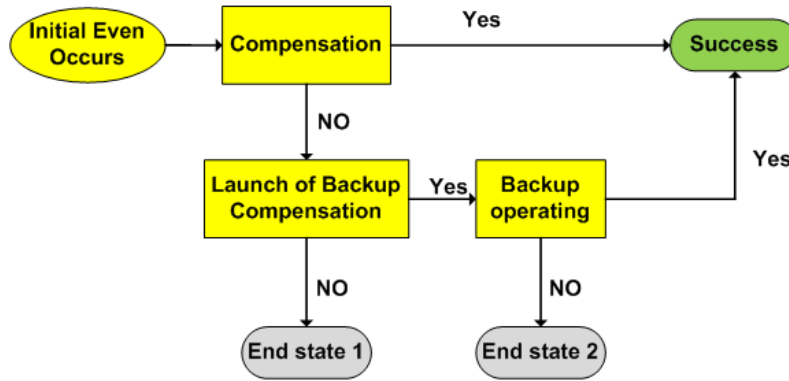 Initial Even
Occurs
Compensation
Yes
Success
NO
Launch of Backup
Compensation
Yes
Backup
operating
Yes
NO
NO
End state 1
End state 2